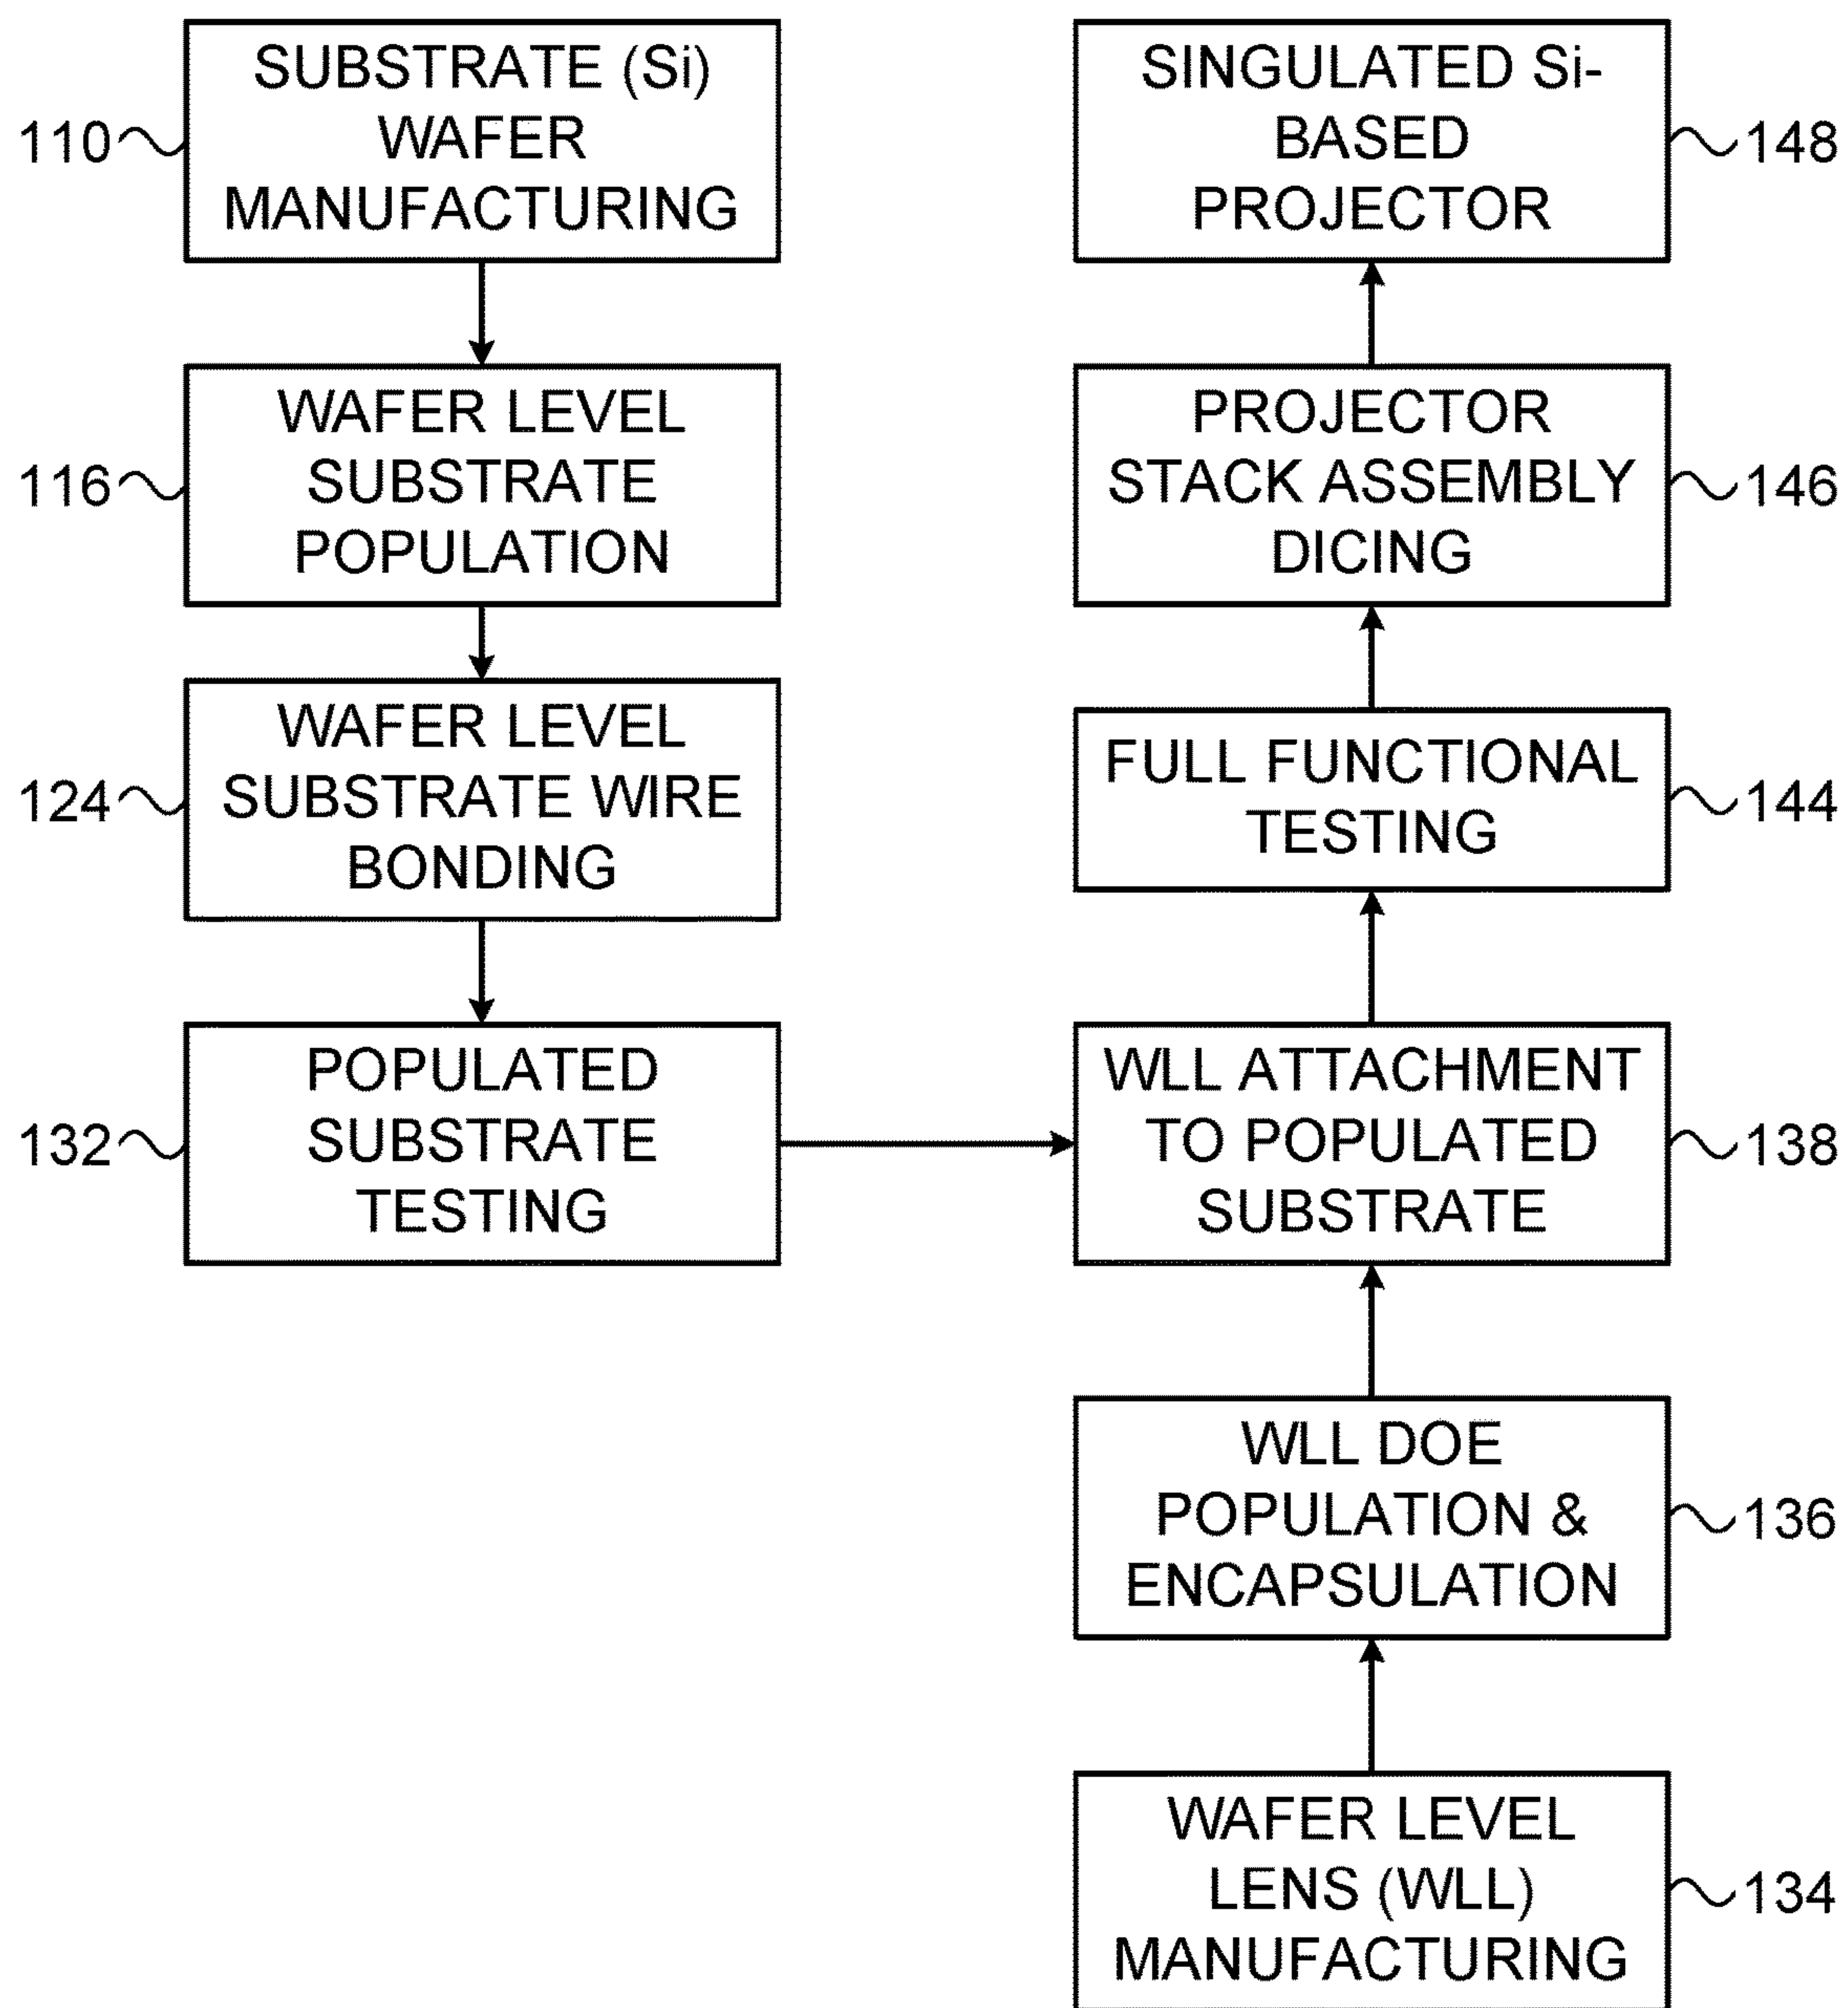 110
SUBSTRATE (Si)
WAFER
MANUFACTURING
116
WAFER LEVEL
SUBSTRATE
POPULATION
124
WAFER LEVEL
SUBSTRATE WIRE
BONDING
132
POPULATED
SUBSTRATE
TESTING
SINGULATED Si-
BASED
PROJECTOR
148
PROJECTOR
STACK ASSEMBLY
DICING
146
FULL FUNCTIONAL
TESTING
144
WLL ATTACHMENT
TO POPULATED
SUBSTRATE
138
WLL DOE
POPULATION &
ENCAPSULATION
136
WAFER LEVEL
LENS (WLL)
MANUFACTURING
134